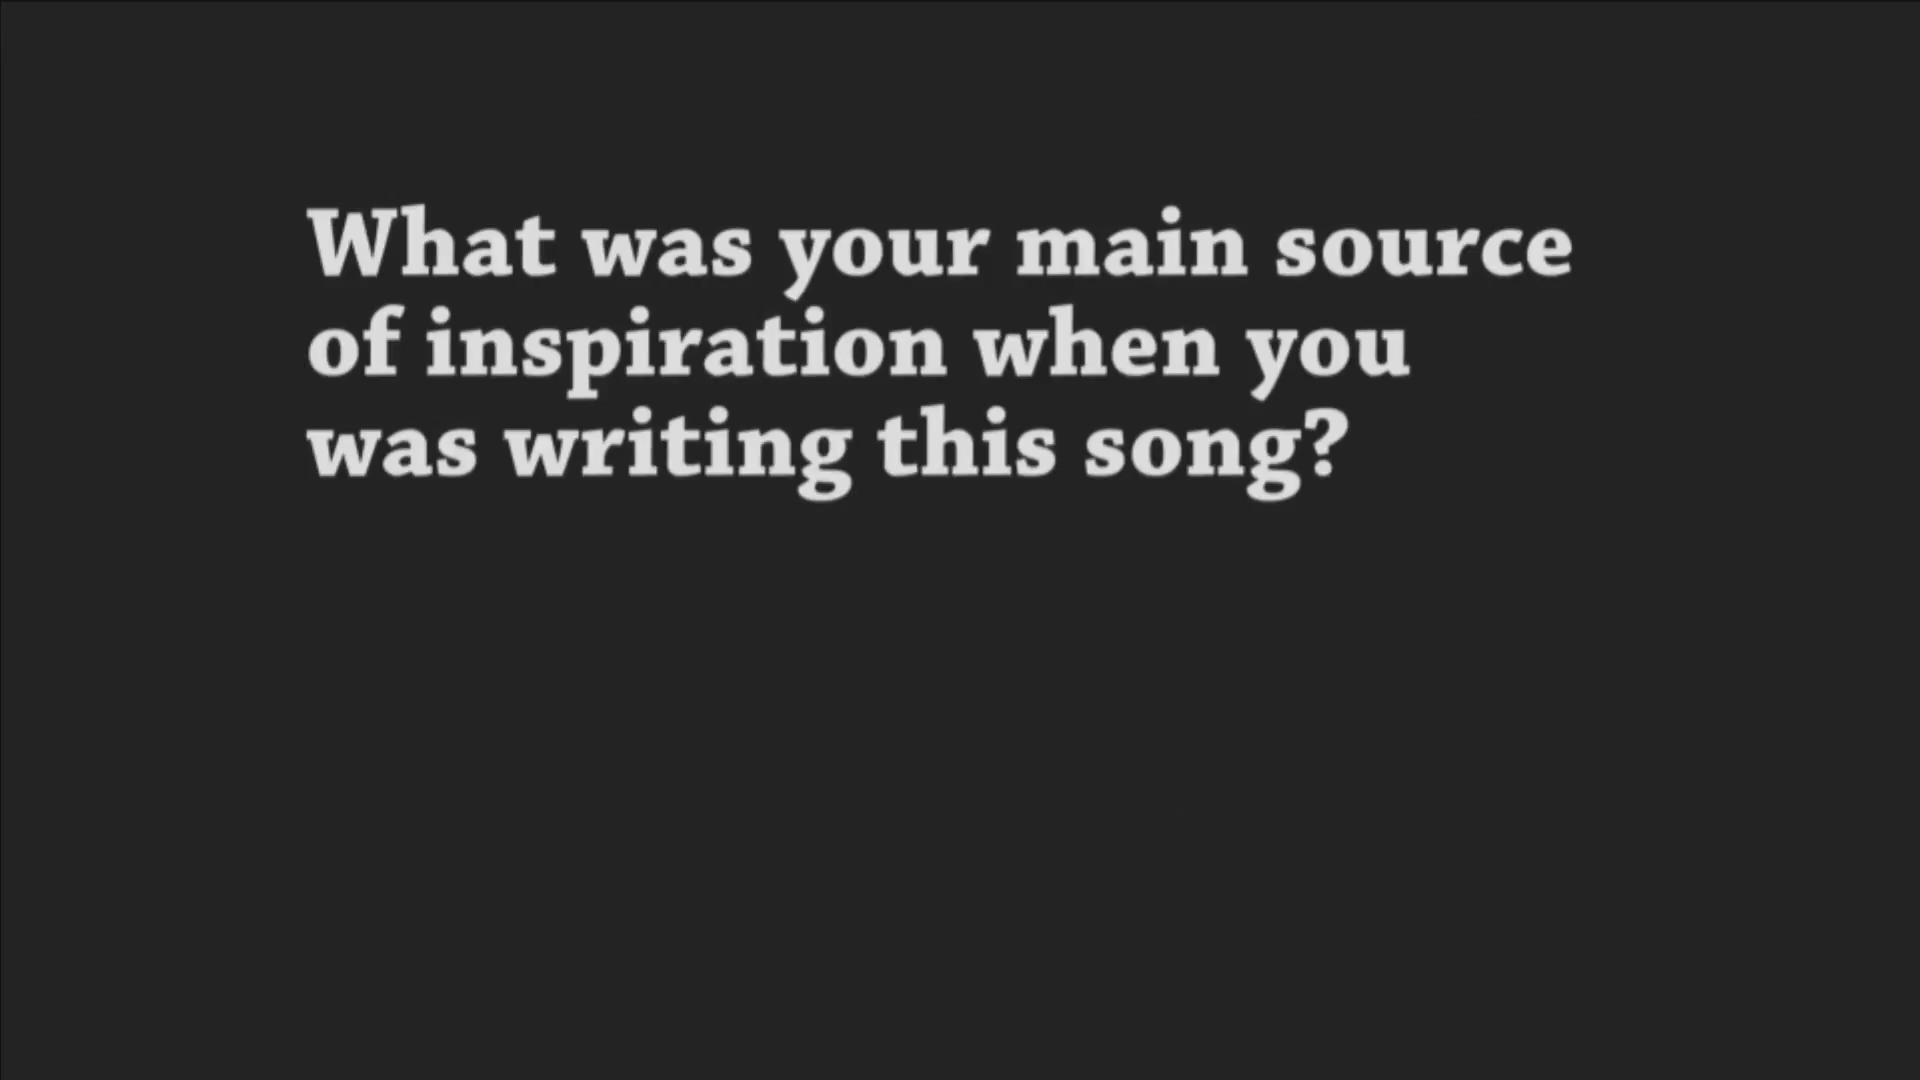 What was your main source
of inspiration when you
was writing this song?